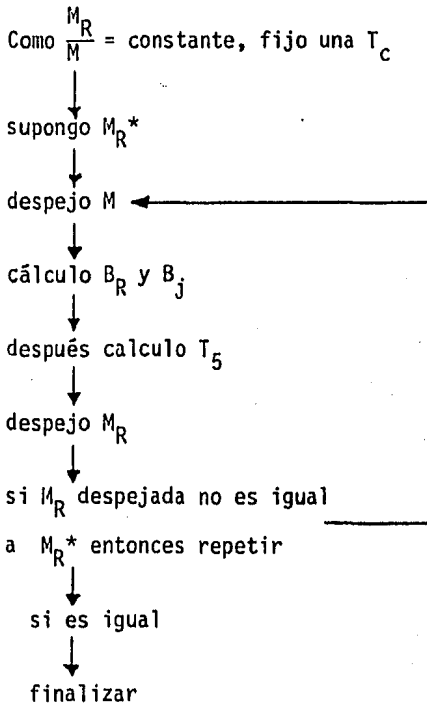 Como M_R/M = constante, fijo una T_c
supongo M_R*
despejo M
cálculo B_R y B_j
después calculo T_5
despejo M_R
si M_R despejada no es igual
a M_R* entonces repetir
si es igual
finalizar